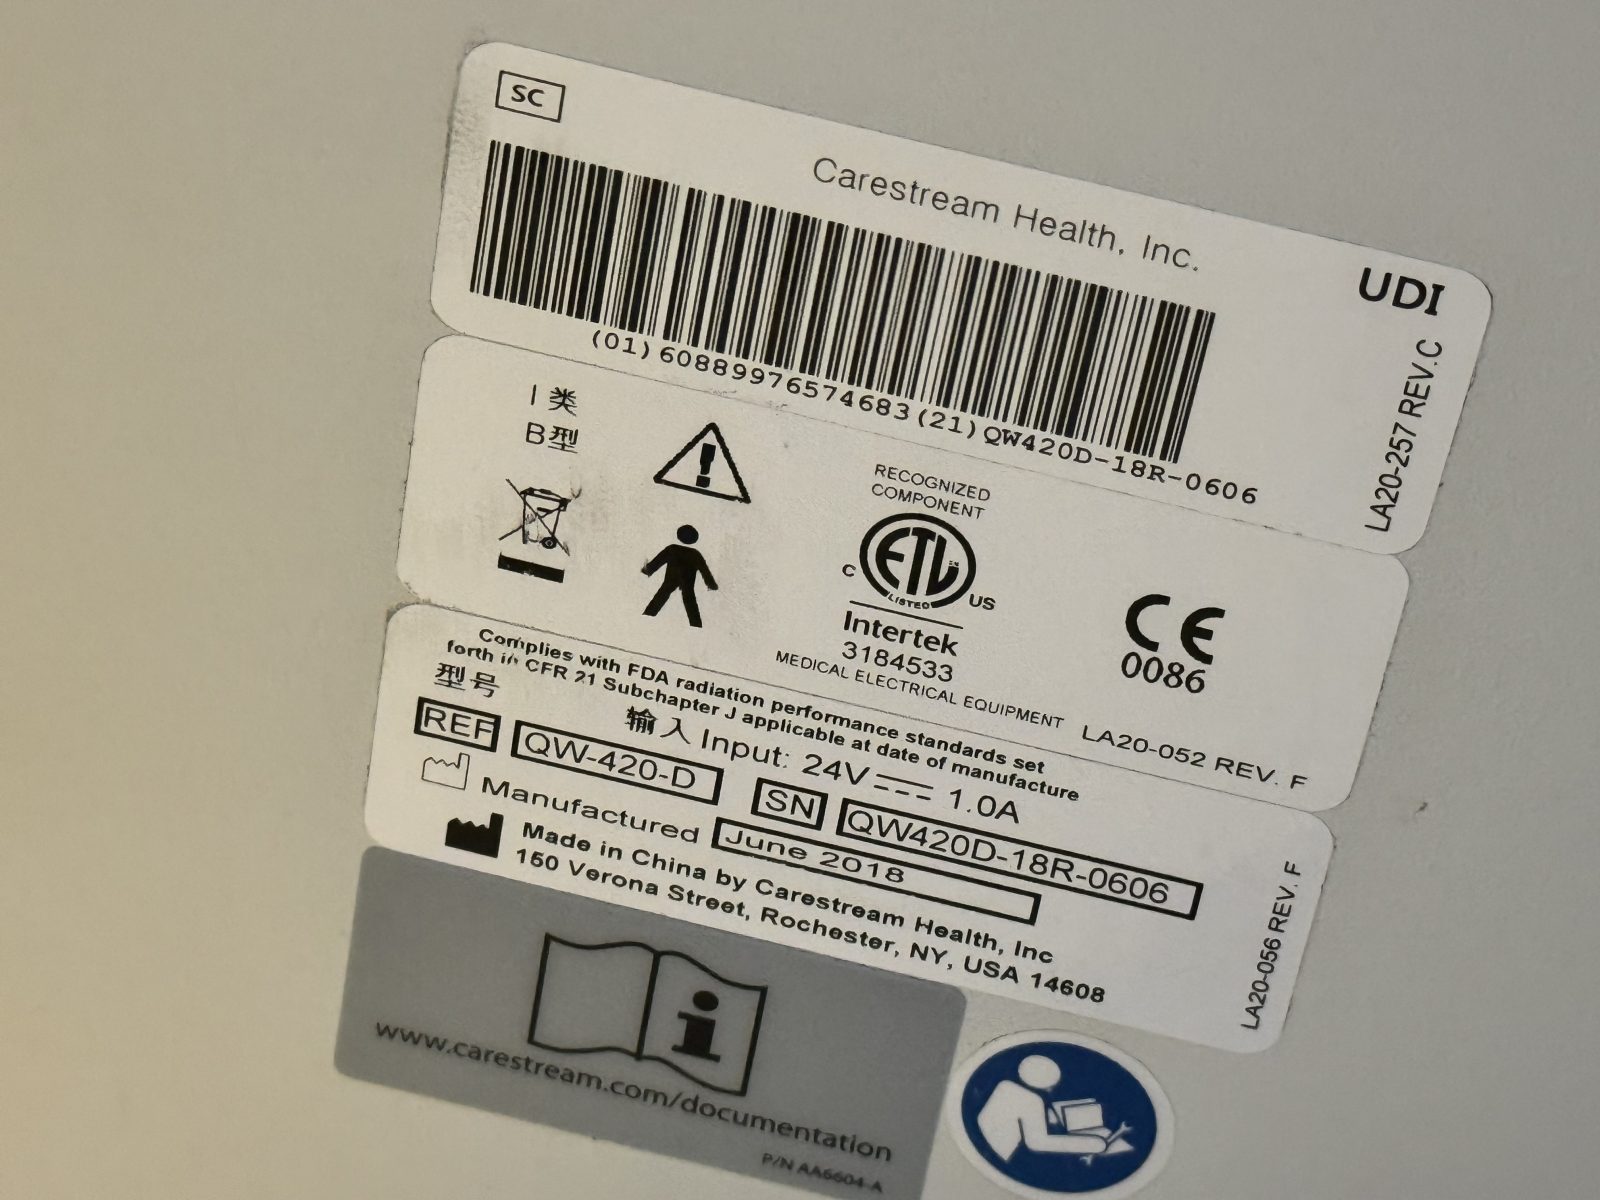 SC
Carestream Health, Inc.
UDI
(01)60889976574683(21)QW420D-18R-0606
LA20-257 REV.C
I 类
B型
RECOGNIZED
COMPONENT
C ETL US
LISTED
Intertek
3184533
MEDICAL ELECTRICAL EQUIPMENT
CE
0086
LA20-052 REV. F
Complies with FDA radiation performance standards set
forth in CFR 21 Subchapter J applicable at date of manufacture
型号
输入 Input: 24V 1.0A
REF QW-420-D SN QW420D-18R-0606
Manufactured June 2018
Made in China by Carestream Health, Inc
150 Verona Street, Rochester, NY, USA 14608
LA20-056 REV. F
www.carestream.com/documentation
P/N AA6604-A